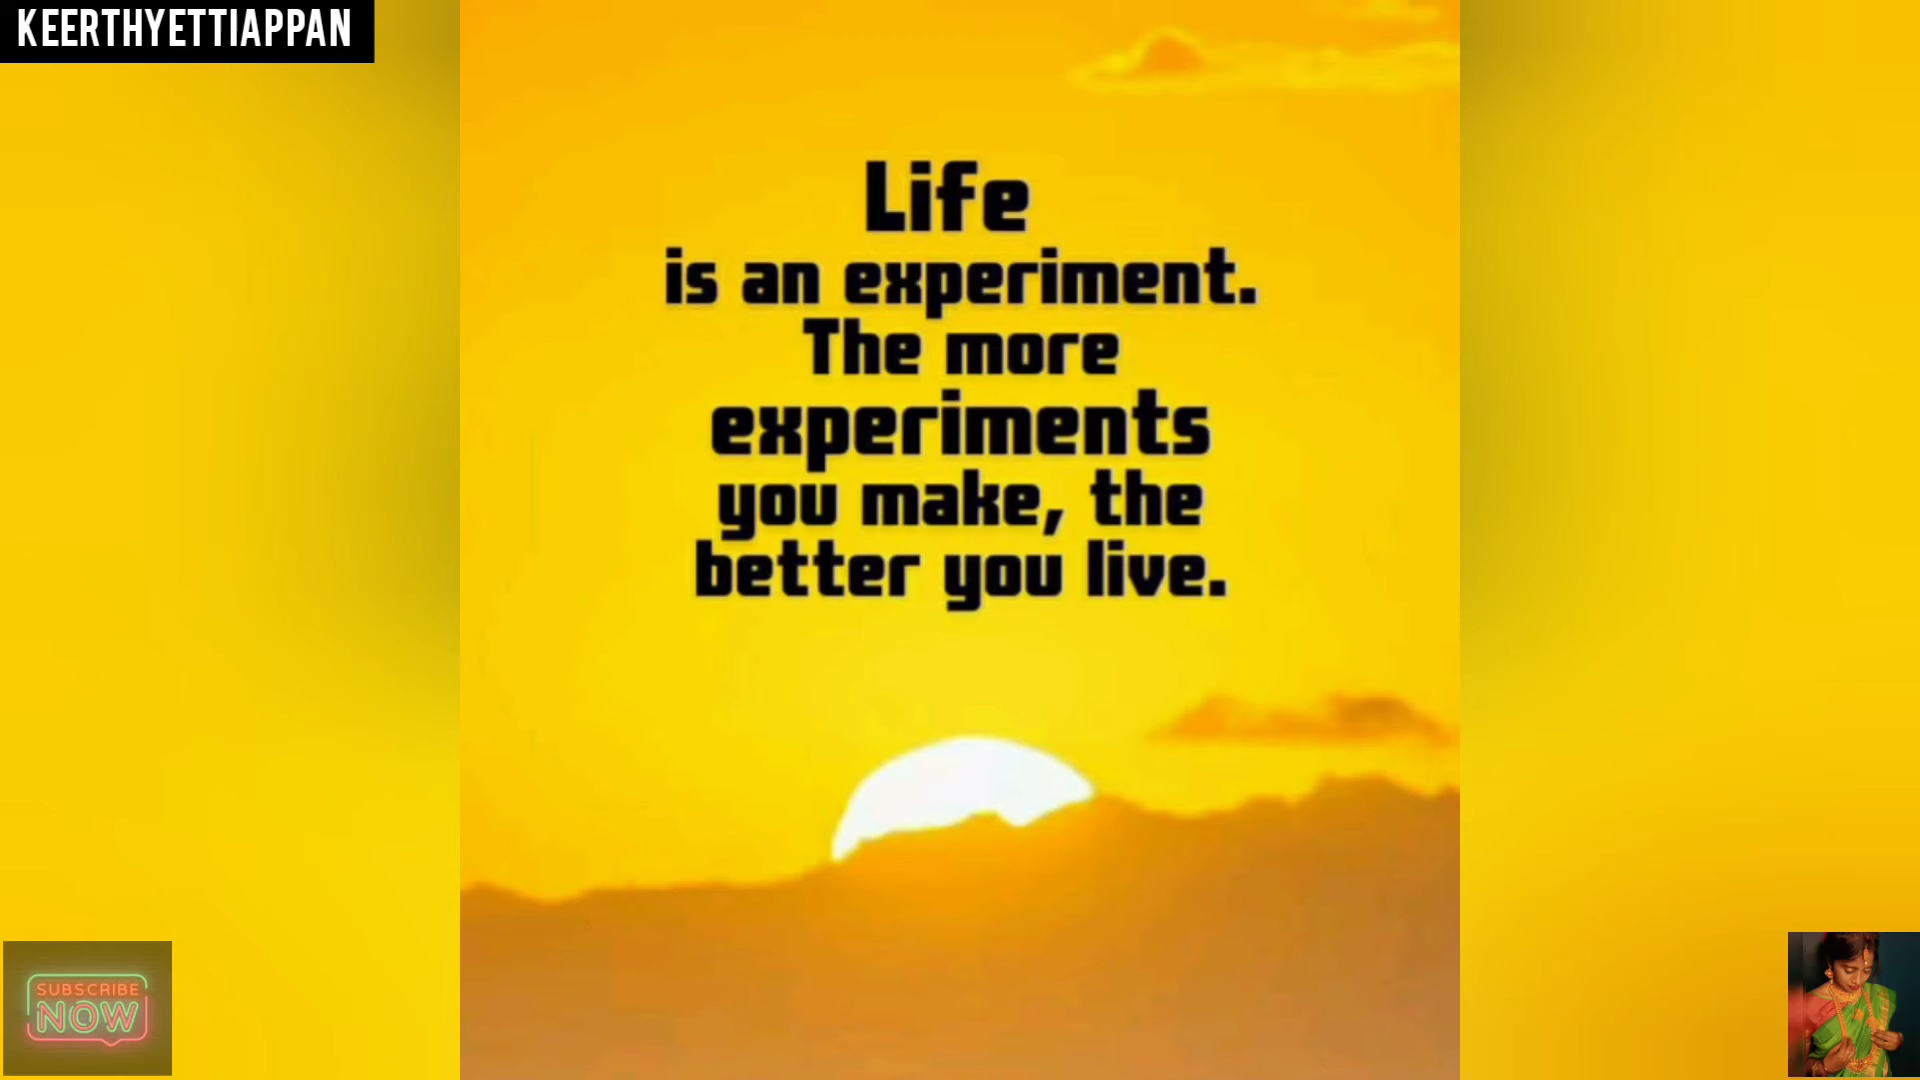 KEERTHYETTIAPPAN
Life
is an experiment.
The more
experiments
you make, the
better you live.
SUBSCRIBE
NOW